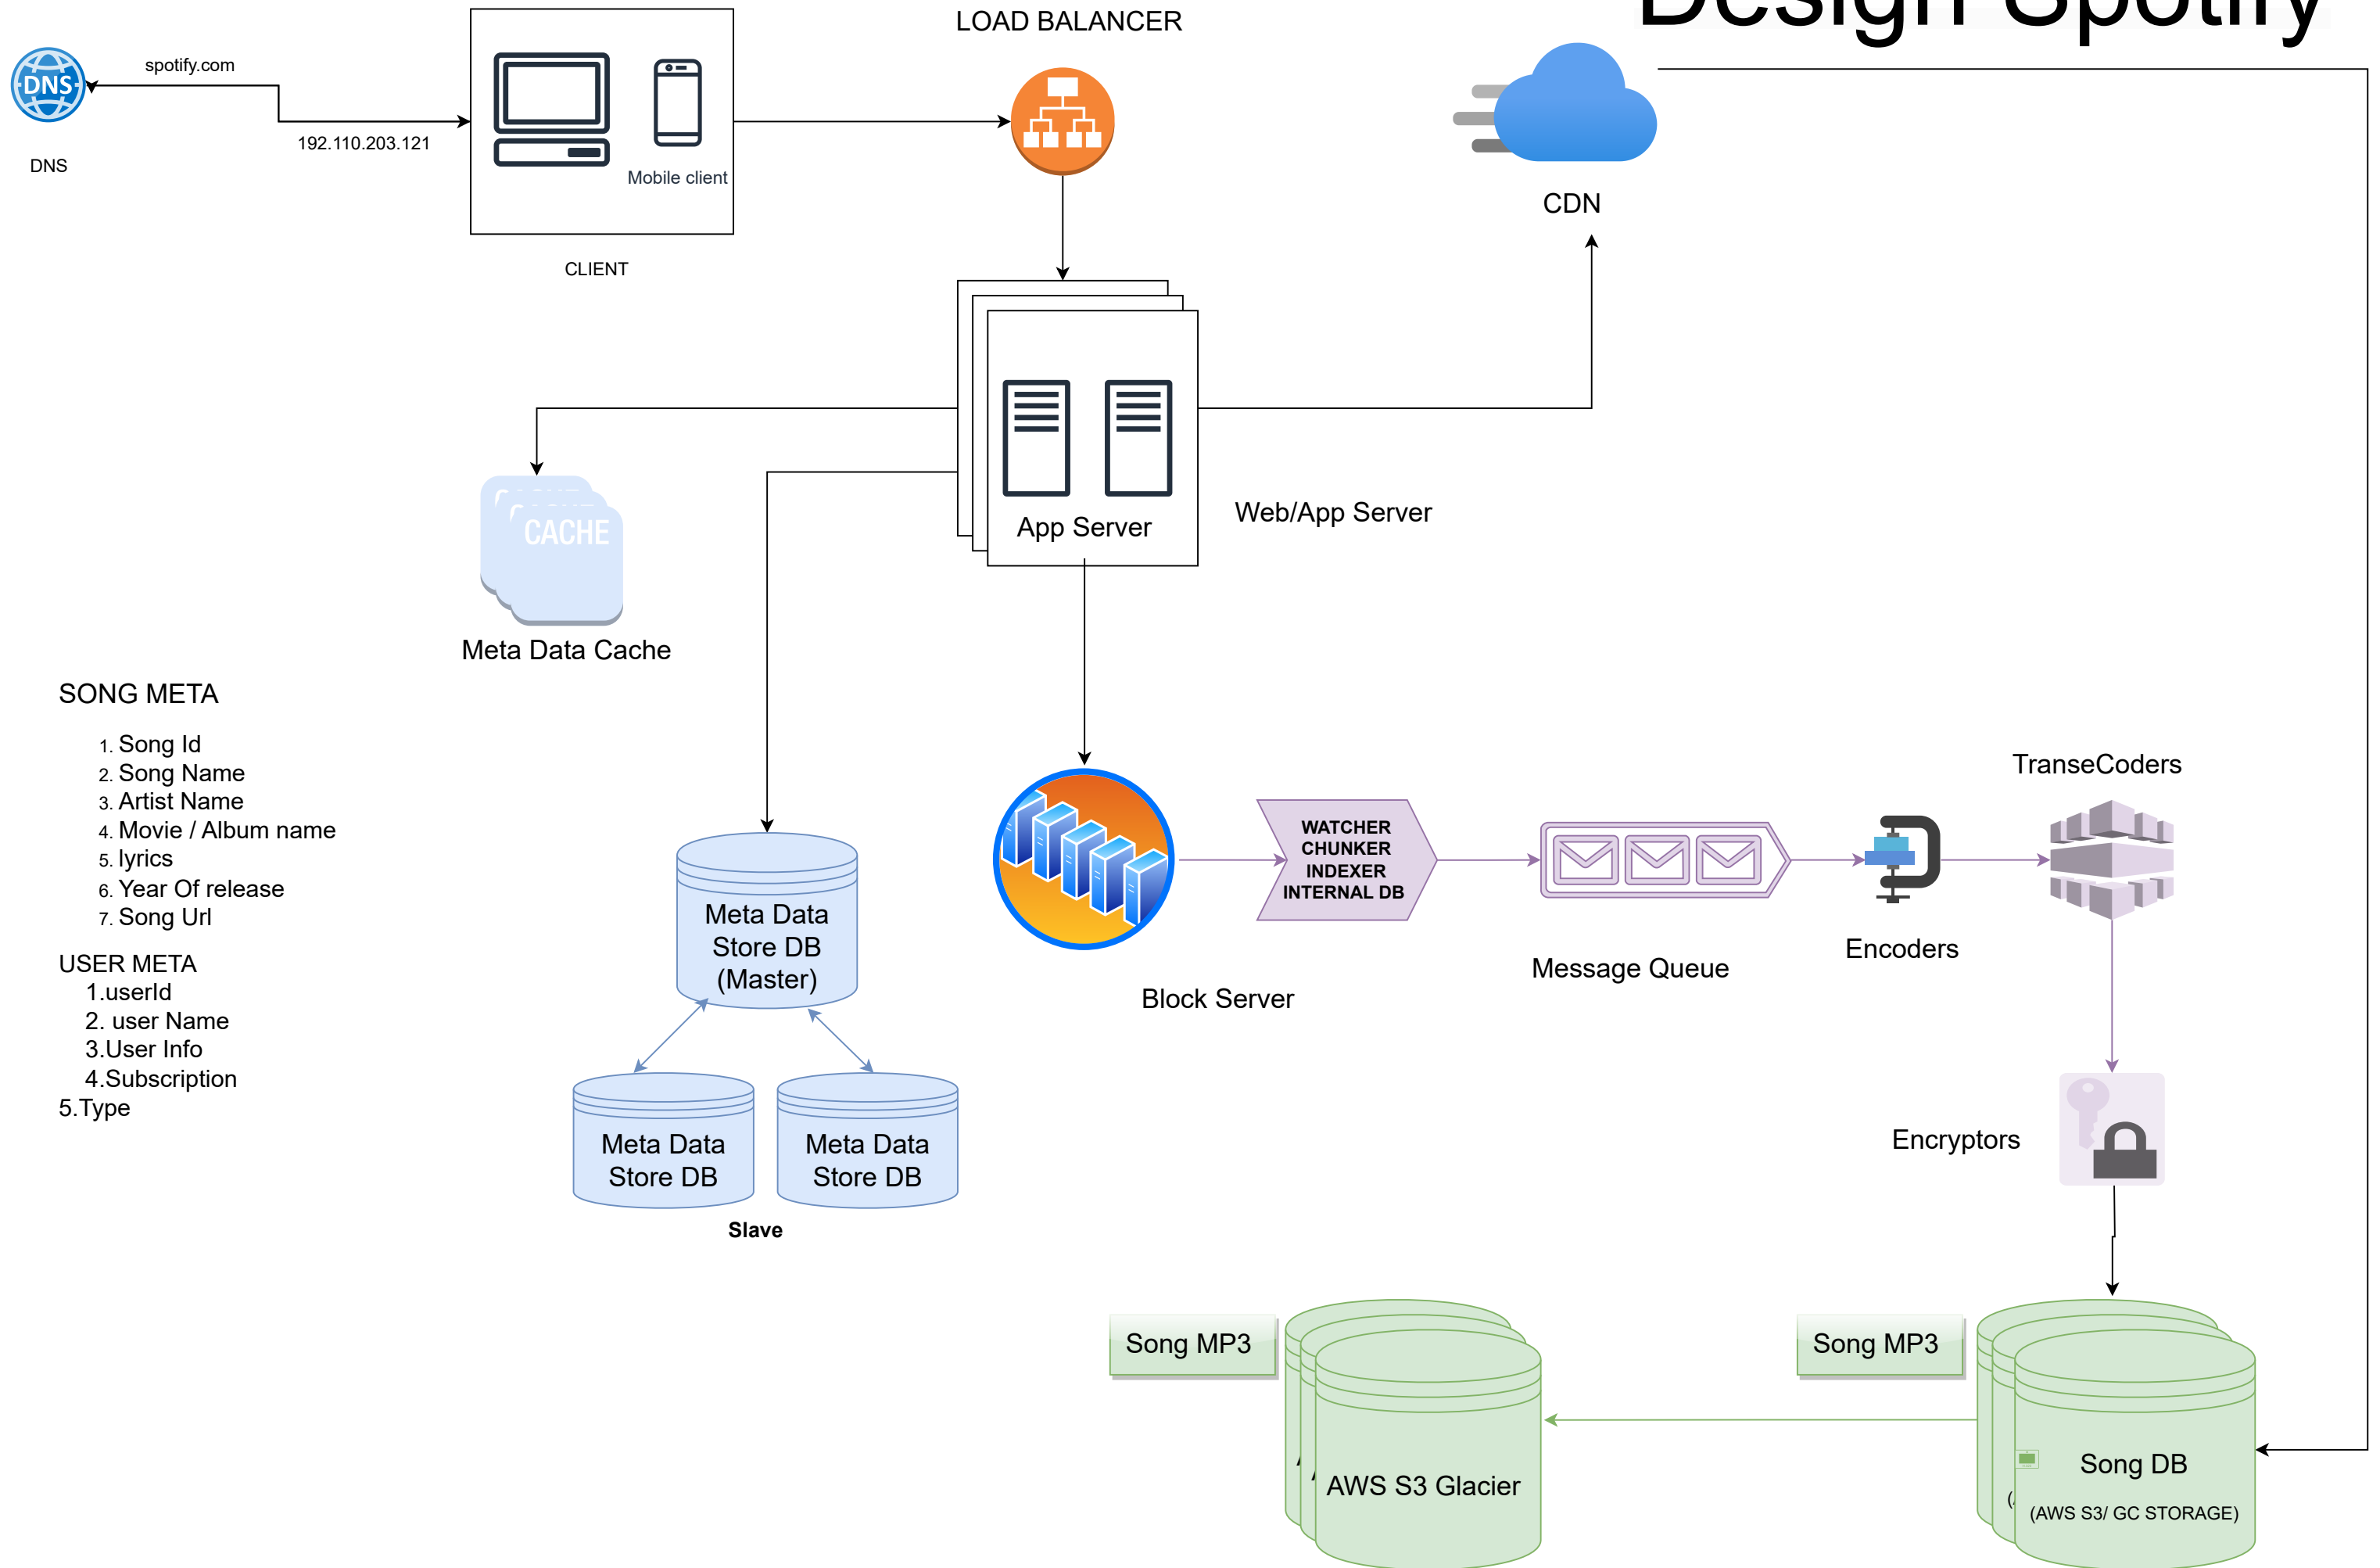 Design Spotify
LOAD BALANCER
spotify.com
DNS
192.110.203.121
DNS
Mobile client
CLIENT
CDN
App Server
Web/App Server
CACHE
Meta Data Cache
SONG META
1. Song Id
2. Song Name
3. Artist Name
4. Movie / Album name
5. lyrics
6. Year Of release
7. Song Url
USER META
1.userId
2. user Name
3.User Info
4.Subscription
5.Type
Meta Data
Store DB
(Master)
Meta Data
Store DB
Meta Data
Store DB
Slave
Block Server
WATCHER
CHUNKER
INDEXER
INTERNAL DB
Message Queue
Encoders
TranseCoders
Encryptors
Song MP3
AWS S3 Glacier
Song MP3
Song DB
(AWS S3/ GC STORAGE)